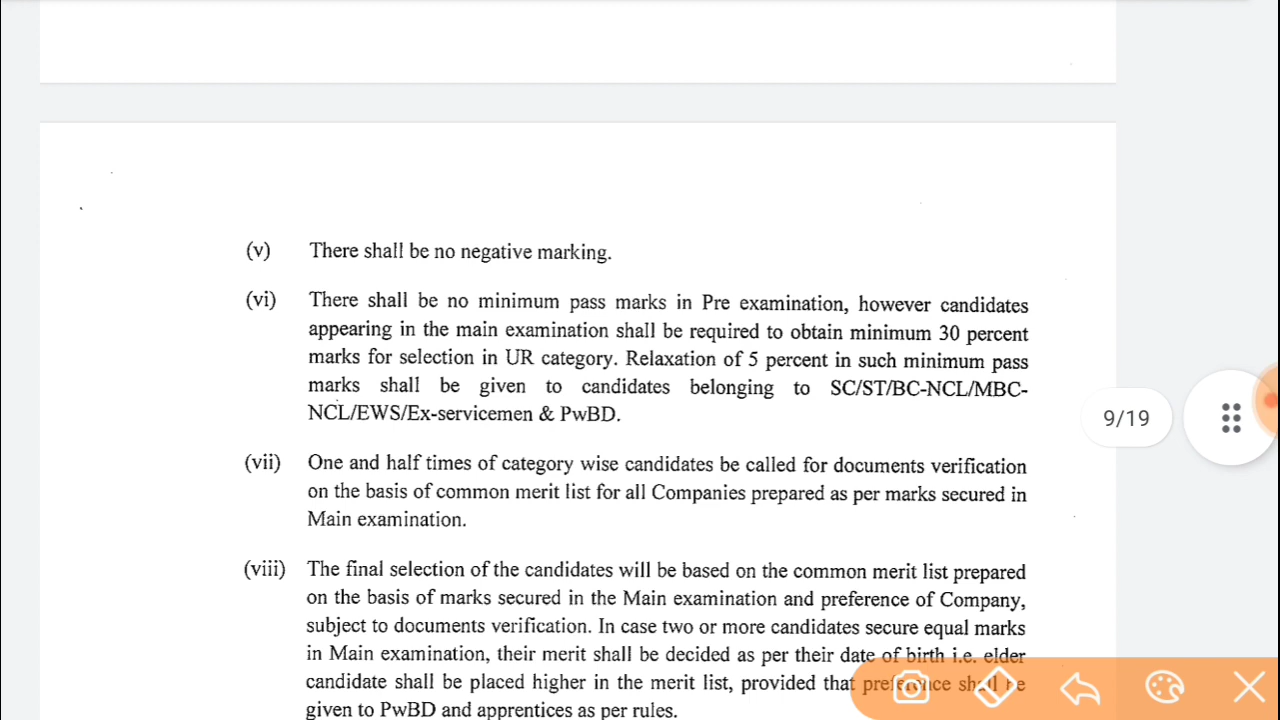 (v) There shall be no negative marking.
(vi) There shall be no minimum pass marks in Pre examination, however candidates
appearing in the main examination shall be required to obtain minimum 30 percent
marks for selection in UR category. Relaxation of 5 percent in such minimum pass
marks shall be given to candidates belonging to SC/ST/BC-NCL/MBC-
NCL/EWS/Ex-servicemen & PwBD.
9/19
(vii) One and half times of category wise candidates be called for documents verification
on the basis of common merit list for all Companies prepared as per marks secured in
Main examination.
(viii) The final selection of the candidates will be based on the common merit list prepared
on the basis of marks secured in the Main examination and preference of Company,
subject to documents verification. In case two or more candidates secure equal marks
in Main examination, their merit shall be decided as per their date of birth i.e. elder
candidate shall be placed higher in the merit list, provided that preference shall be
given to PwBD and apprentices as per rules.